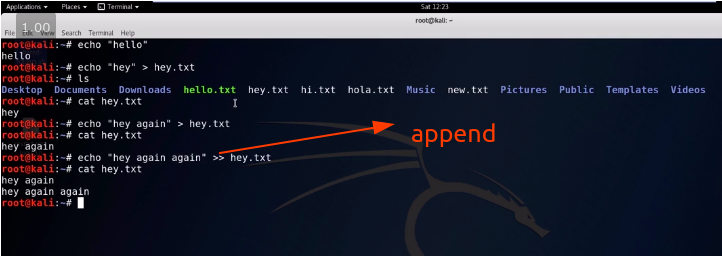 Applications Places Terminal Sat 12:23
root@kali: ~
1.00
File Edit View Search Terminal Help
root@kali:~# echo "hello"
hello
root@kali:~# echo "hey" > hey.txt
root@kali:~# ls
Desktop Documents Downloads hello.txt hey.txt hi.txt hola.txt Music new.txt Pictures Public Templates Videos
root@kali:~# cat hey.txt
hey
root@kali:~# echo "hey again" > hey.txt
root@kali:~# cat hey.txt
hey again
append
root@kali:~# echo "hey again again" >> hey.txt
root@kali:~# cat hey.txt
hey again
hey again again
root@kali:~#